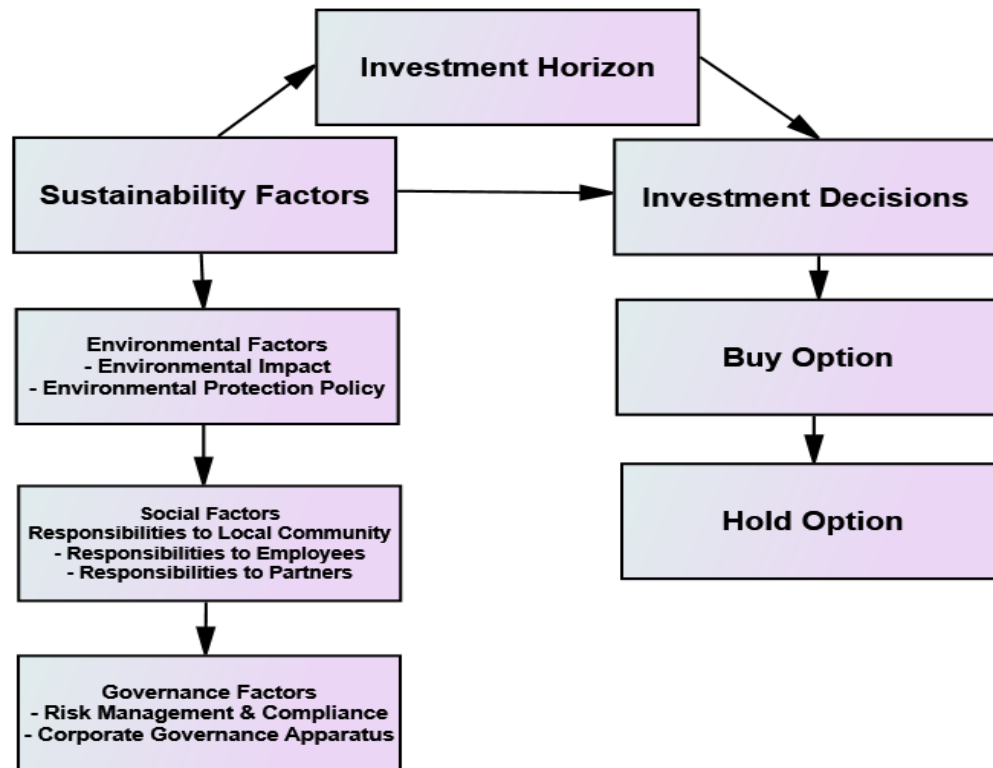 Investment Horizon
Sustainability Factors
Investment Decisions
Environmental Factors
- Environmental Impact
- Environmental Protection Policy
Buy Option
Social Factors
Responsibilities to Local Community
- Responsibilities to Employees
- Responsibilities to Partners
Hold Option
Governance Factors
- Risk Management & Compliance
- Corporate Governance Apparatus